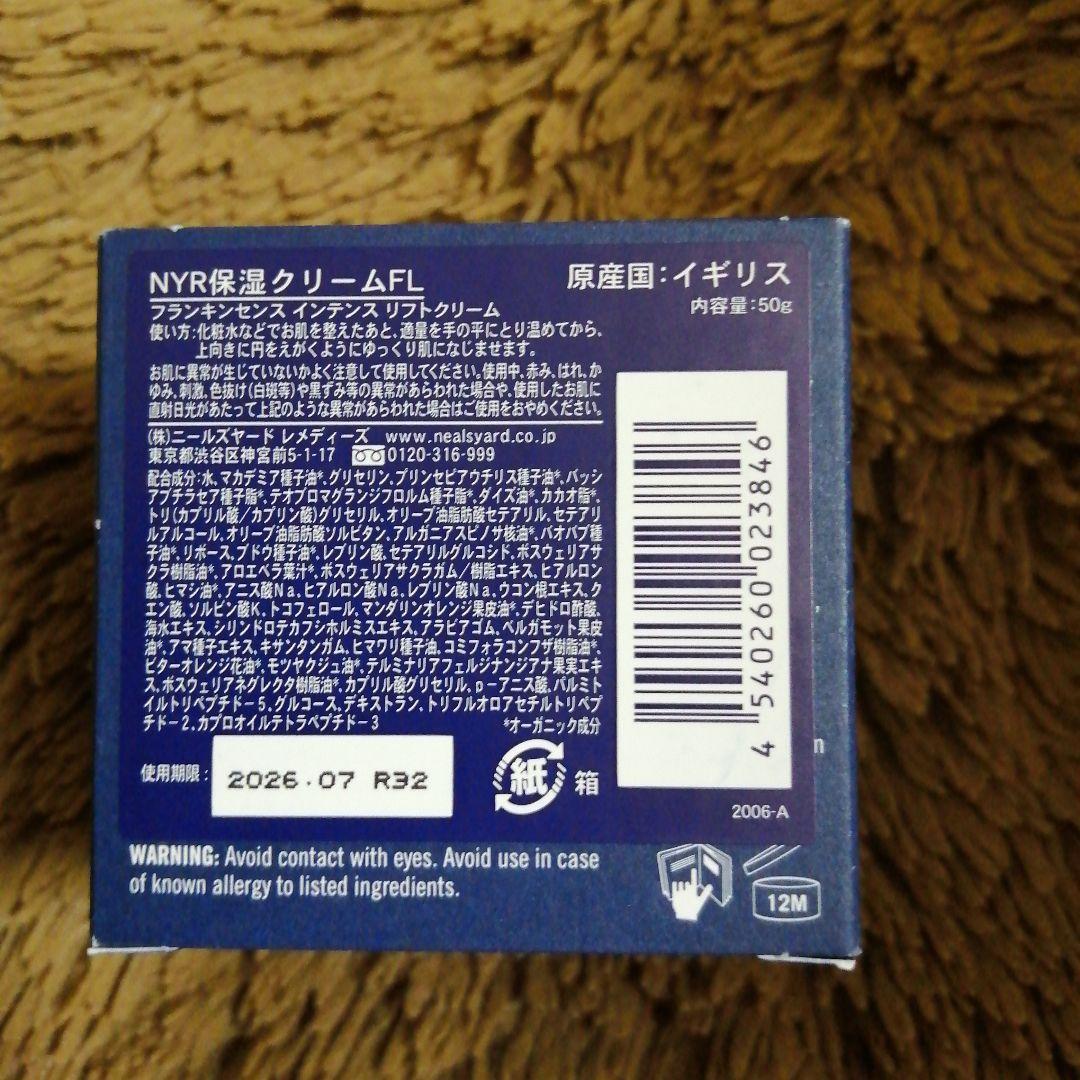 NYR保湿クリームFL
原産国：イギリス
フランキンセンス インテンス リフトクリーム
内容量：50g
使い方：化粧水などでお肌を整えたあと、適量を手の平にとり温めてから、
上向きに円をえがくようにゆっくり肌になじませます。
お肌に異常が生じていないかよく注意して使用してください。使用中、赤み、はれ、か
ゆみ、刺激、色抜け（白斑等）や黒ずみ等の異常があらわれた場合や、使用したお肌に
直射日光があたって上記のような異常があらわれた場合はご使用をおやめください。
（株）ニールズヤード レメディーズ www.nealsyard.co.jp
東京都渋谷区神宮前5-1-17 0120-316-999
配合成分：水、マカデミア種子油*、グリセリン、プリンセピアウチリス種子油*、バッシ
アブチラセア種子脂*、テオブロマグランジフロルム種子脂*、ダイズ油*、カカオ脂*、
トリ（カプリル酸／カプリン酸）グリセリル、オリーブ油脂肪酸セテアリル、セテアリ
ルアルコール、オリーブ油脂肪酸ソルビタン、アルガニアスピノサ核油*、バオバブ種
子油*、リボース、ブドウ種子油*、レブリン酸、セテアリルグルコシド、ボスウェリアサ
クラ樹脂油*、アロエベラ葉汁*、ボスウェリアサクラガム／樹脂エキス、ヒアルロン
酸、ヒマシ油*、アニス酸Na、ヒアルロン酸Na、レブリン酸Na、ウコン根エキス、ク
エン酸、ソルビン酸K、トコフェロール、マンダリンオレンジ果皮油*、デヒドロ酢酸、
海水エキス、シリンドロテカフシホルミスエキス、アラビアゴム、ベルガモット果皮
油*、アマ種子エキス、キサンタンガム、ヒマワリ種子油、コミフォラコンフザ樹脂油*、
ビターオレンジ花油*、モツヤクジュ油*、テルミナリアフェルジナンジアナ果実エキ
ス、ボスウェリアネグレクタ樹脂油*、カプリル酸グリセリル、p－アニス酸、パルミト
イルトリペプチド－5、グルコース、デキストラン、トリフルオロアセチルトリペプ
チド－2、カプロオイルテトラペプチド－3
*オーガニック成分
4 540260 023846
使用期限：
2026.07 R32
紙 箱
n
2006-A
WARNING: Avoid contact with eyes. Avoid use in case
of known allergy to listed ingredients.
12M